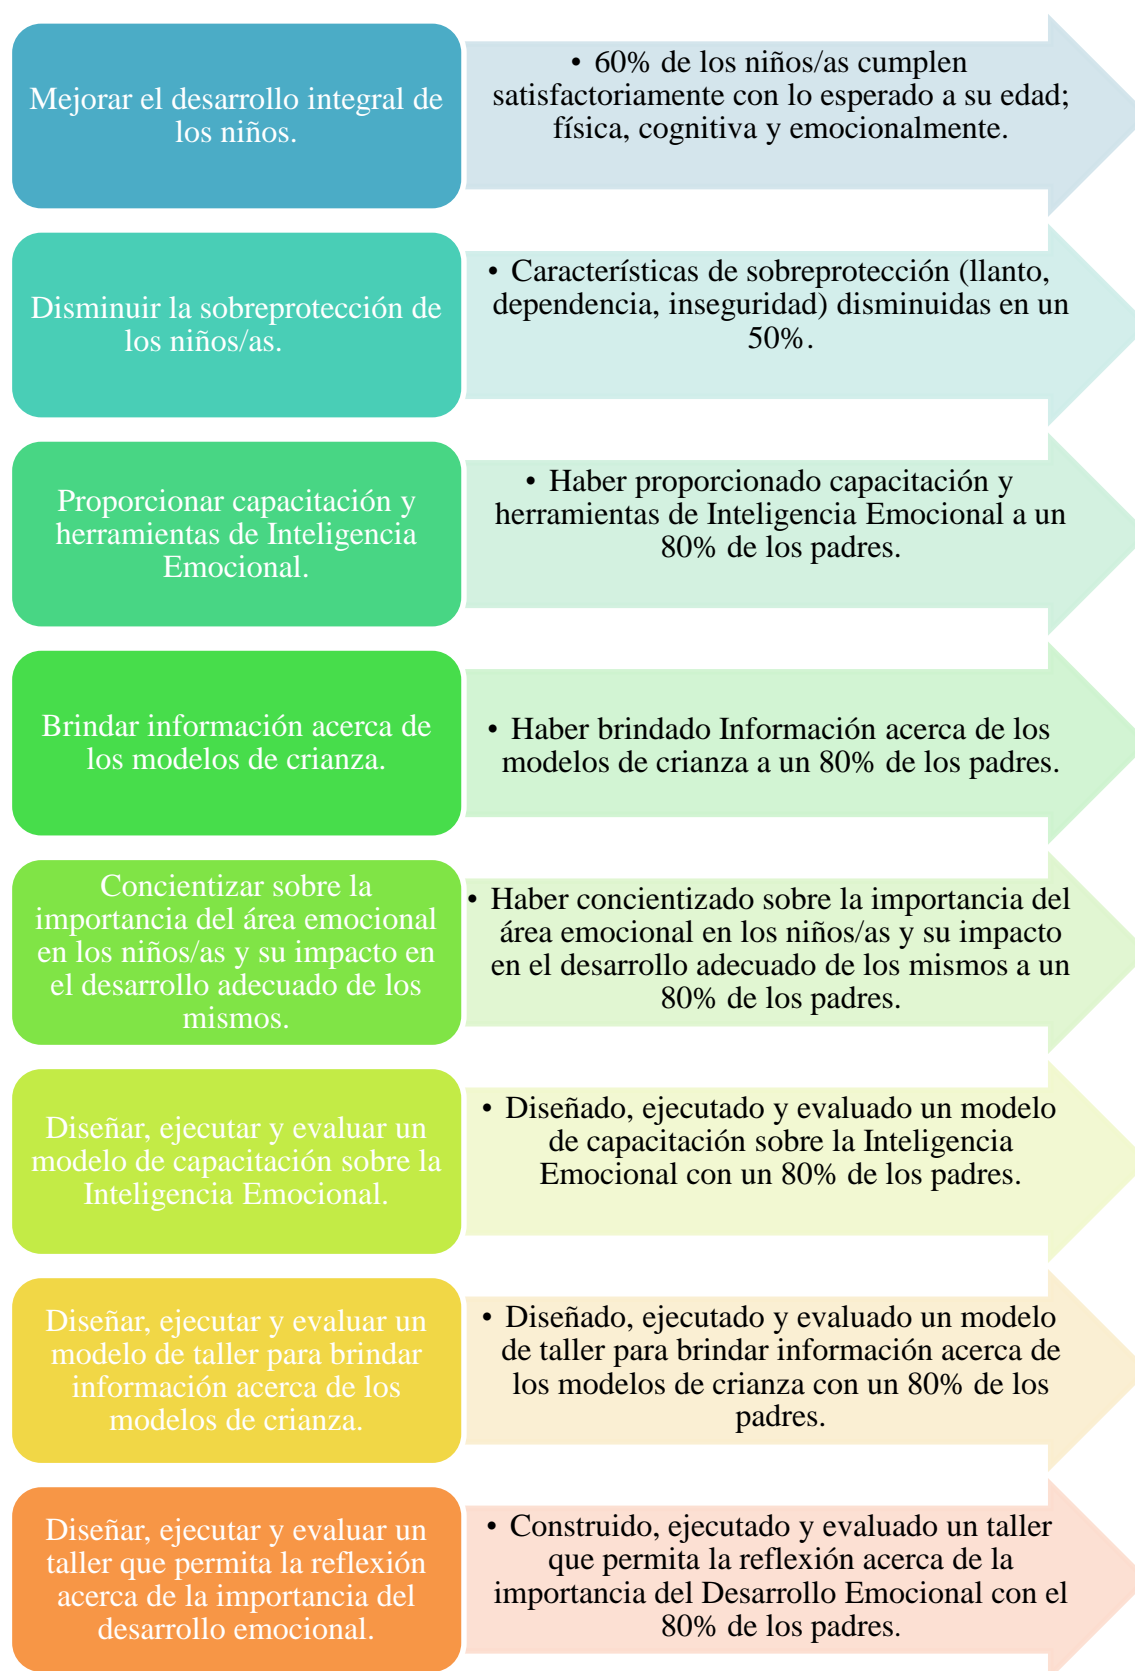 Mejorar el desarrollo integral de
los niños.
• 60% de los niños/as cumplen
satisfactoriamente con lo esperado a su edad;
física, cognitiva y emocionalmente.
Disminuir la sobreprotección de
los niños/as.
• Características de sobreprotección (llanto,
dependencia, inseguridad) disminuidas en un
50%.
Proporcionar capacitación y
herramientas de Inteligencia
Emocional.
• Haber proporcionado capacitación y
herramientas de Inteligencia Emocional a un
80% de los padres.
Brindar información acerca de
los modelos de crianza.
• Haber brindado Información acerca de los
modelos de crianza a un 80% de los padres.
Concientizar sobre la
importancia del área emocional
en los niños/as y su impacto en
el desarrollo adecuado de los
mismos.
• Haber concientizado sobre la importancia del
área emocional en los niños/as y su impacto
en el desarrollo adecuado de los mismos a un
80% de los padres.
Diseñar, ejecutar y evaluar un
modelo de capacitación sobre la
Inteligencia Emocional.
• Diseñado, ejecutado y evaluado un modelo
de capacitación sobre la Inteligencia
Emocional con un 80% de los padres.
Diseñar, ejecutar y evaluar un
modelo de taller para brindar
información acerca de los
modelos de crianza.
• Diseñado, ejecutado y evaluado un modelo
de taller para brindar información acerca de
los modelos de crianza con un 80% de los
padres.
Diseñar, ejecutar y evaluar un
taller que permita la reflexión
acerca de la importancia del
desarrollo emocional.
• Construido, ejecutado y evaluado un taller
que permita la reflexión acerca de la
importancia del Desarrollo Emocional con el
80% de los padres.